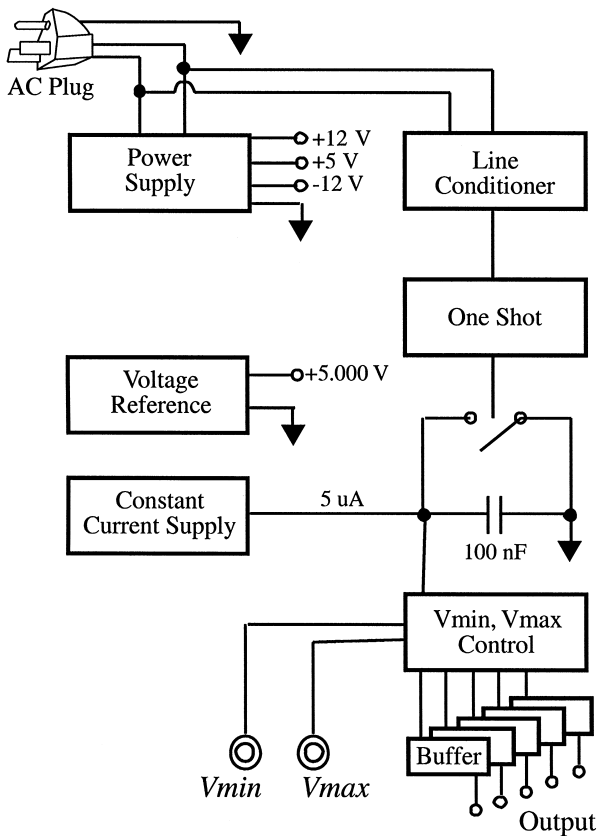 AC Plug
Power
Supply
+12 V
+5 V
-12 V
Line
Conditioner
One Shot
Voltage
Reference
+5.000 V
Constant
Current Supply
5 uA
100 nF
Vmin, Vmax
Control
Vmin
Vmax
Buffer
Output